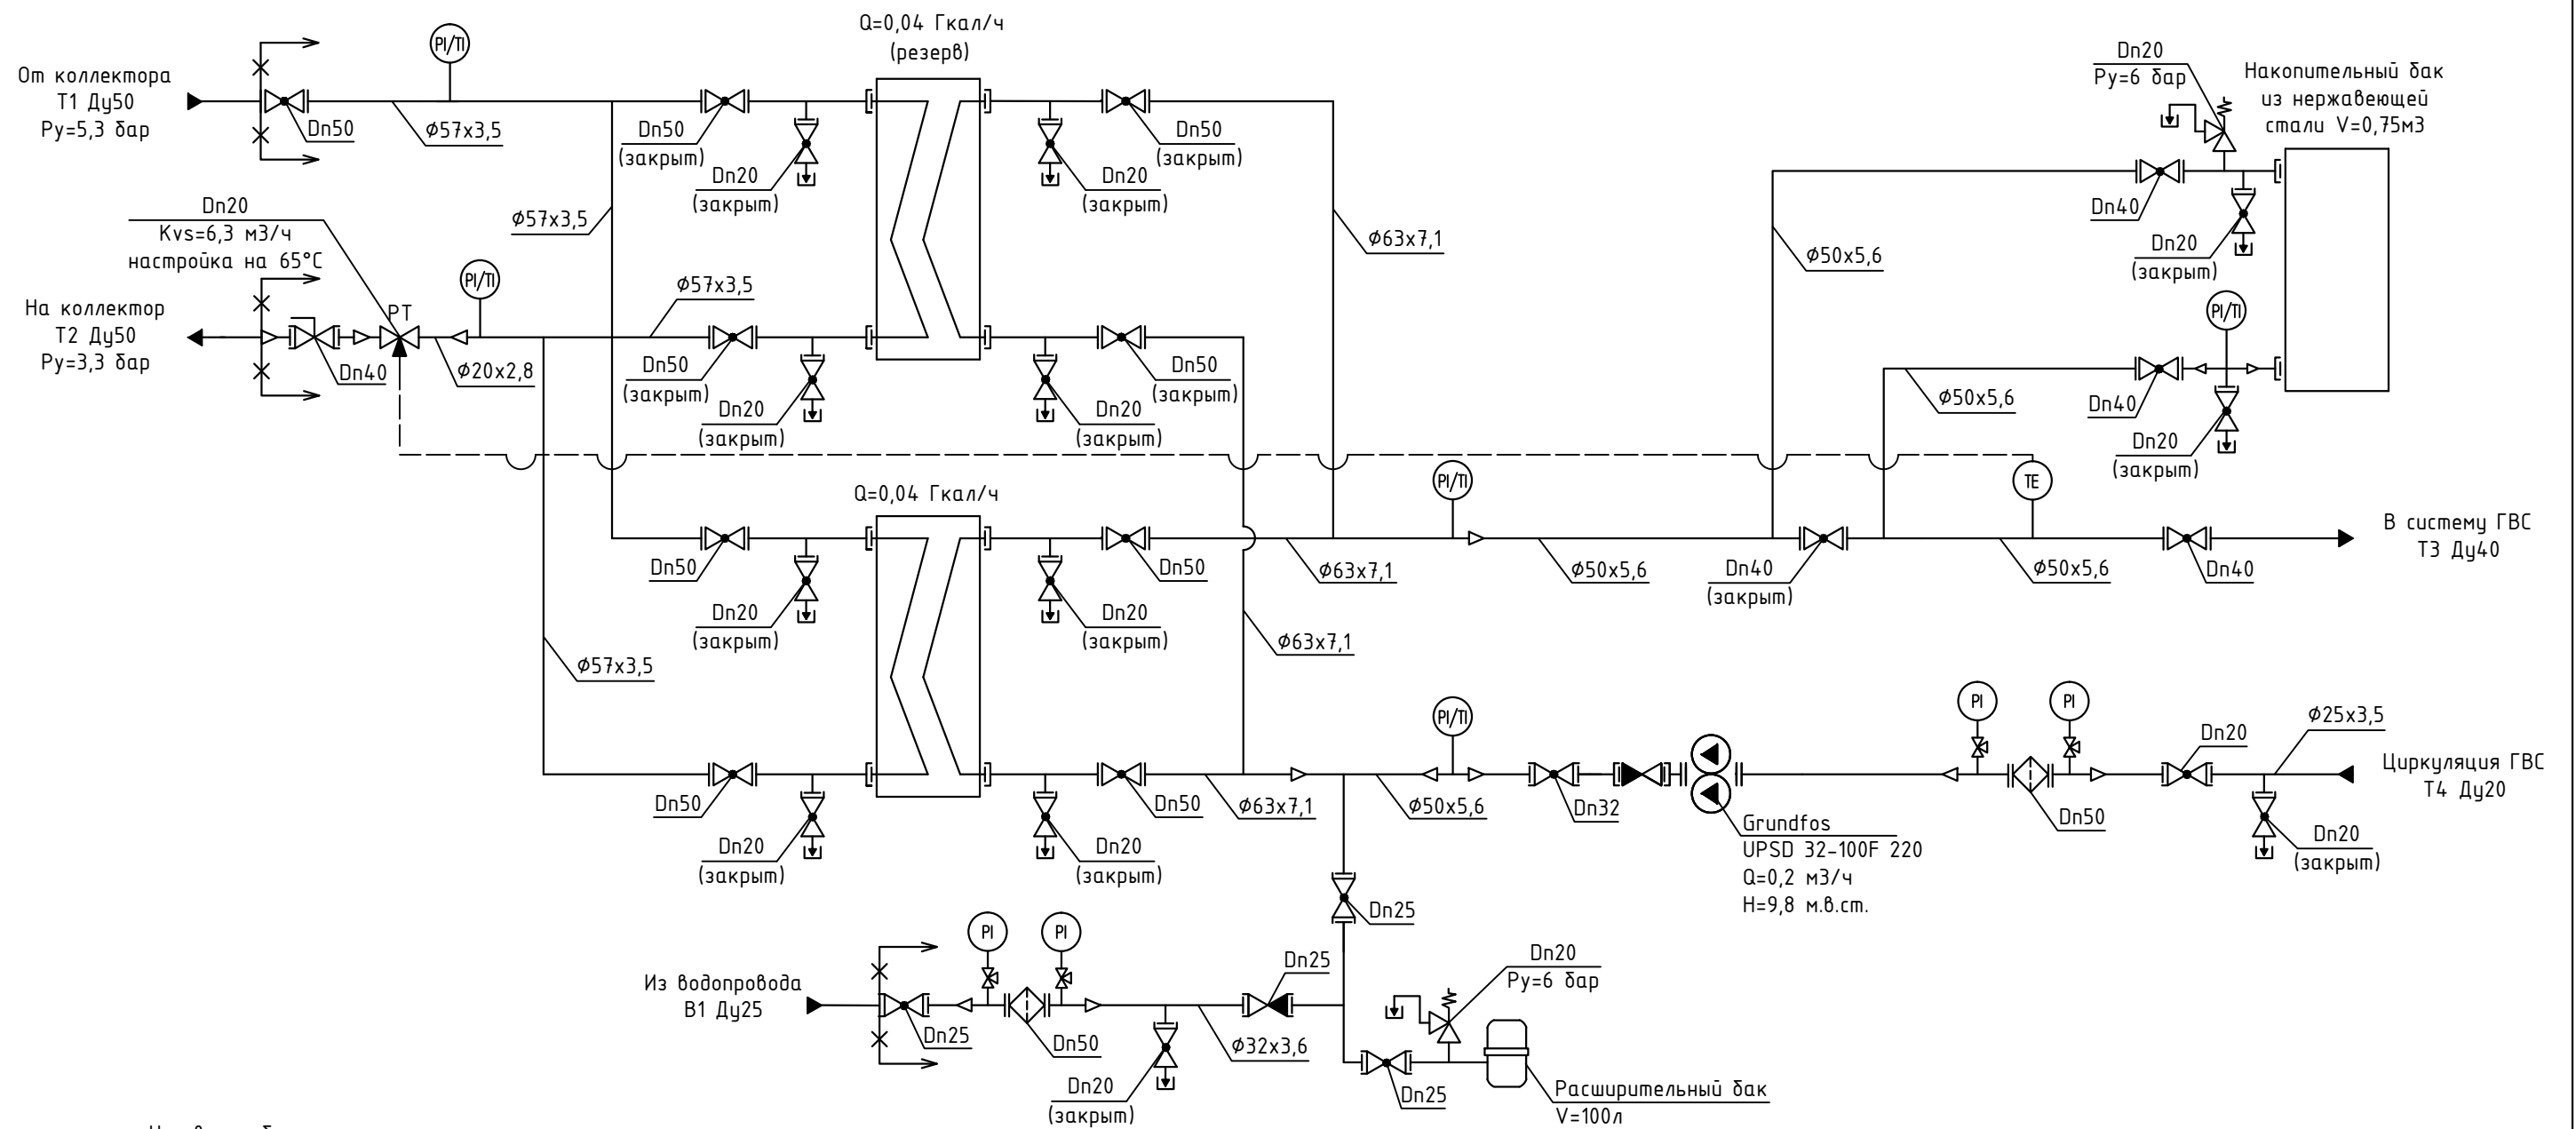 Q=0,04 Гкал/ч
(резерв)
От коллектора
Т1 Ду50
Ру=5,3 бар
PI/TI
Dn50
Ф57х3,5
Dn50
(закрыт)
Dn20
(закрыт)
Dn50
(закрыт)
Dn20
(закрыт)
Ф57х3,5
Ф63х7,1
Dn20
Ру=6 бар
Накопительный бак
из нержавеющей
стали V=0,75м3
Dn40
Dn20
(закрыт)
Ф50х5,6
PI/TI
Ф50х5,6
Dn40
Dn20
(закрыт)
Dn20
Kvs=6,3 м3/ч
настройка на 65°С
На коллектор
Т2 Ду50
Ру=3,3 бар
РТ
PI/TI
Dn40
Ф20х2,8
Ф57х3,5
Dn50
(закрыт)
Dn20
(закрыт)
Dn50
(закрыт)
Dn20
(закрыт)
Q=0,04 Гкал/ч
PI/TI
TE
Dn50
Dn20
(закрыт)
Dn50
Dn20
(закрыт)
Ф63х7,1
Ф50х5,6
Dn40
(закрыт)
Ф50х5,6
Dn40
В систему ГВС
Т3 Ду40
Ф57х3,5
Ф63х7,1
Dn50
Dn20
(закрыт)
Dn50
Dn20
(закрыт)
Ф63х7,1
PI/TI
Ф50х5,6
Dn32
Grundfos
UPSD 32-100F 220
Q=0,2 м3/ч
H=9,8 м.в.ст.
PI
PI
Dn50
Dn20
Ф25х3,5
Циркуляция ГВС
Т4 Ду20
Dn20
(закрыт)
Dn25
Из водопровода
В1 Ду25
PI
PI
Dn25
Dn50
Dn20
(закрыт)
Ф32х3,6
Dn25
Dn20
Ру=6 бар
Dn25
Расширительный бак
V=100л